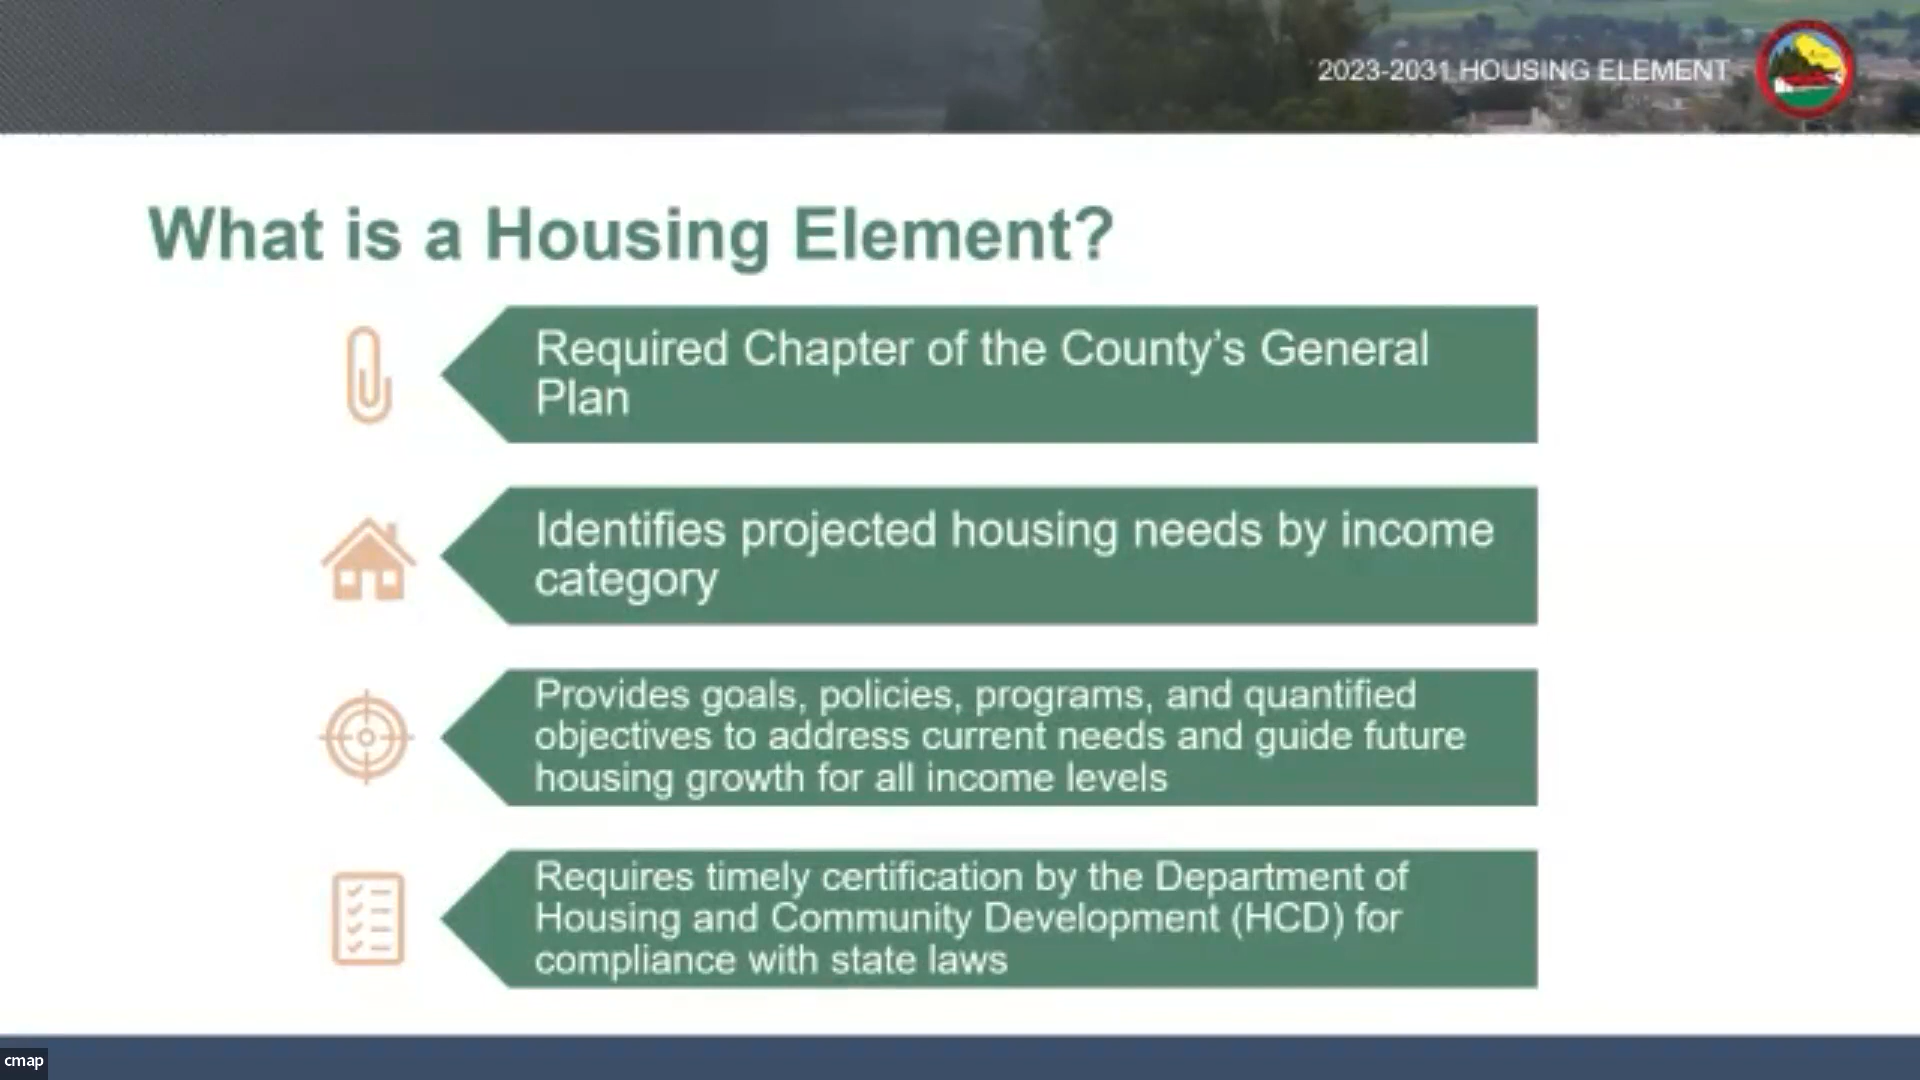 2023-2031 HOUSING ELEMENT
What is a Housing Element?
Required Chapter of the County’s General
Plan
Identifies projected housing needs by income
category
Provides goals, policies, programs, and quantified
objectives to address current needs and guide future
housing growth for all income levels
Requires timely certification by the Department of
Housing and Community Development (HCD) for
compliance with state laws
cmap